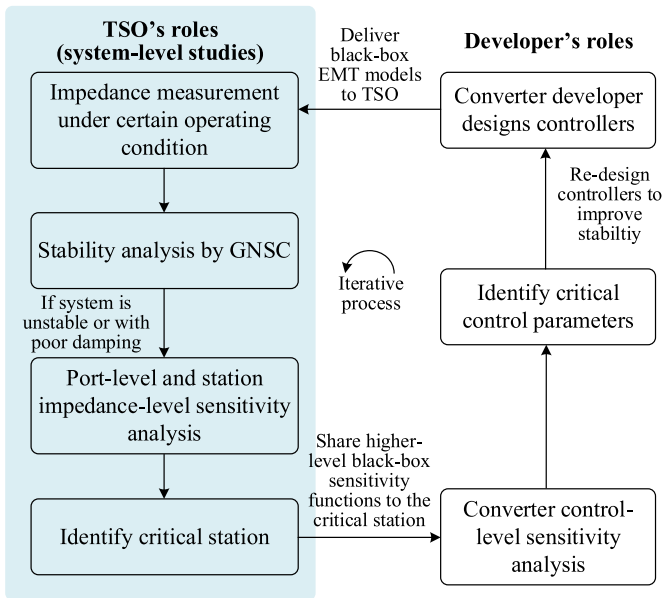 TSO's roles
(system-level studies)
Impedance measurement
under certain operating
condition
Stability analysis by GNSC
If system is
unstable or with
poor damping
Port-level and station
impedance-level sensitivity
analysis
Identify critical station
Deliver
black-box
EMT models
to TSO
Iterative
process
Share higher-
level black-box
sensitivity
functions to the
critical station
Developer's roles
Converter developer
designs controllers
Re-design
controllers to
improve
stabiltiy
Identify critical
control parameters
Converter control-
level sensitivity
analysis